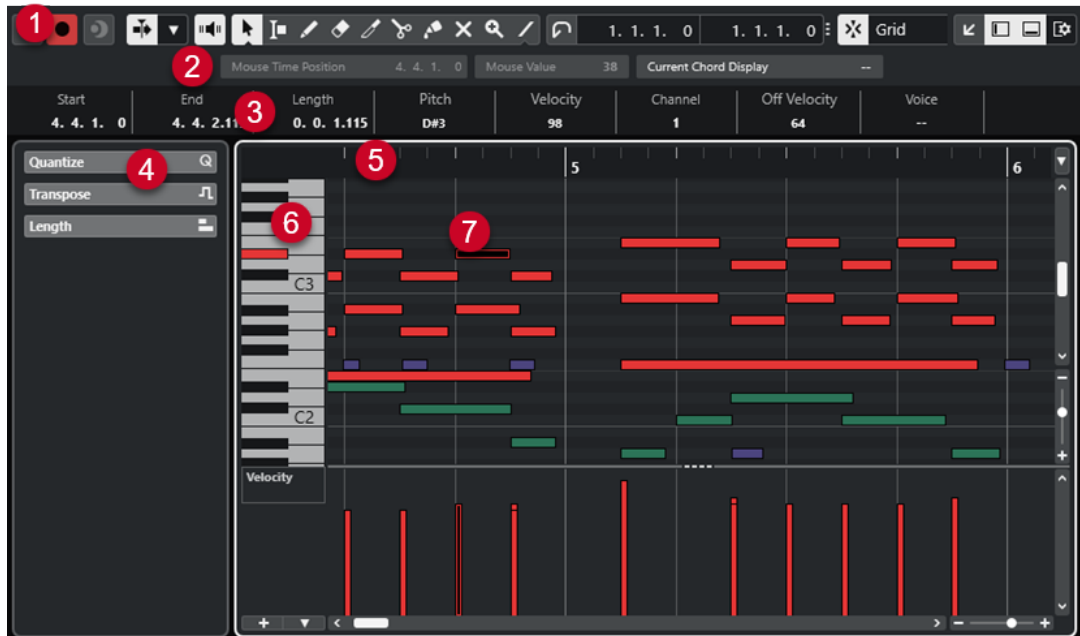 1
1. 1. 1. 0 1. 1. 1. 0 Grid
2
Mouse Time Position 4. 4. 1. 0 Mouse Value 38 Current Chord Display --
Start End Length Pitch Velocity Channel Off Velocity Voice
3
4. 4. 1. 0 4. 4. 2.11 0. 0. 1.115 D#3 98 1 64 --
Quantize
4
Transpose
Length
5
5 6
6
7
C3
C2
Velocity